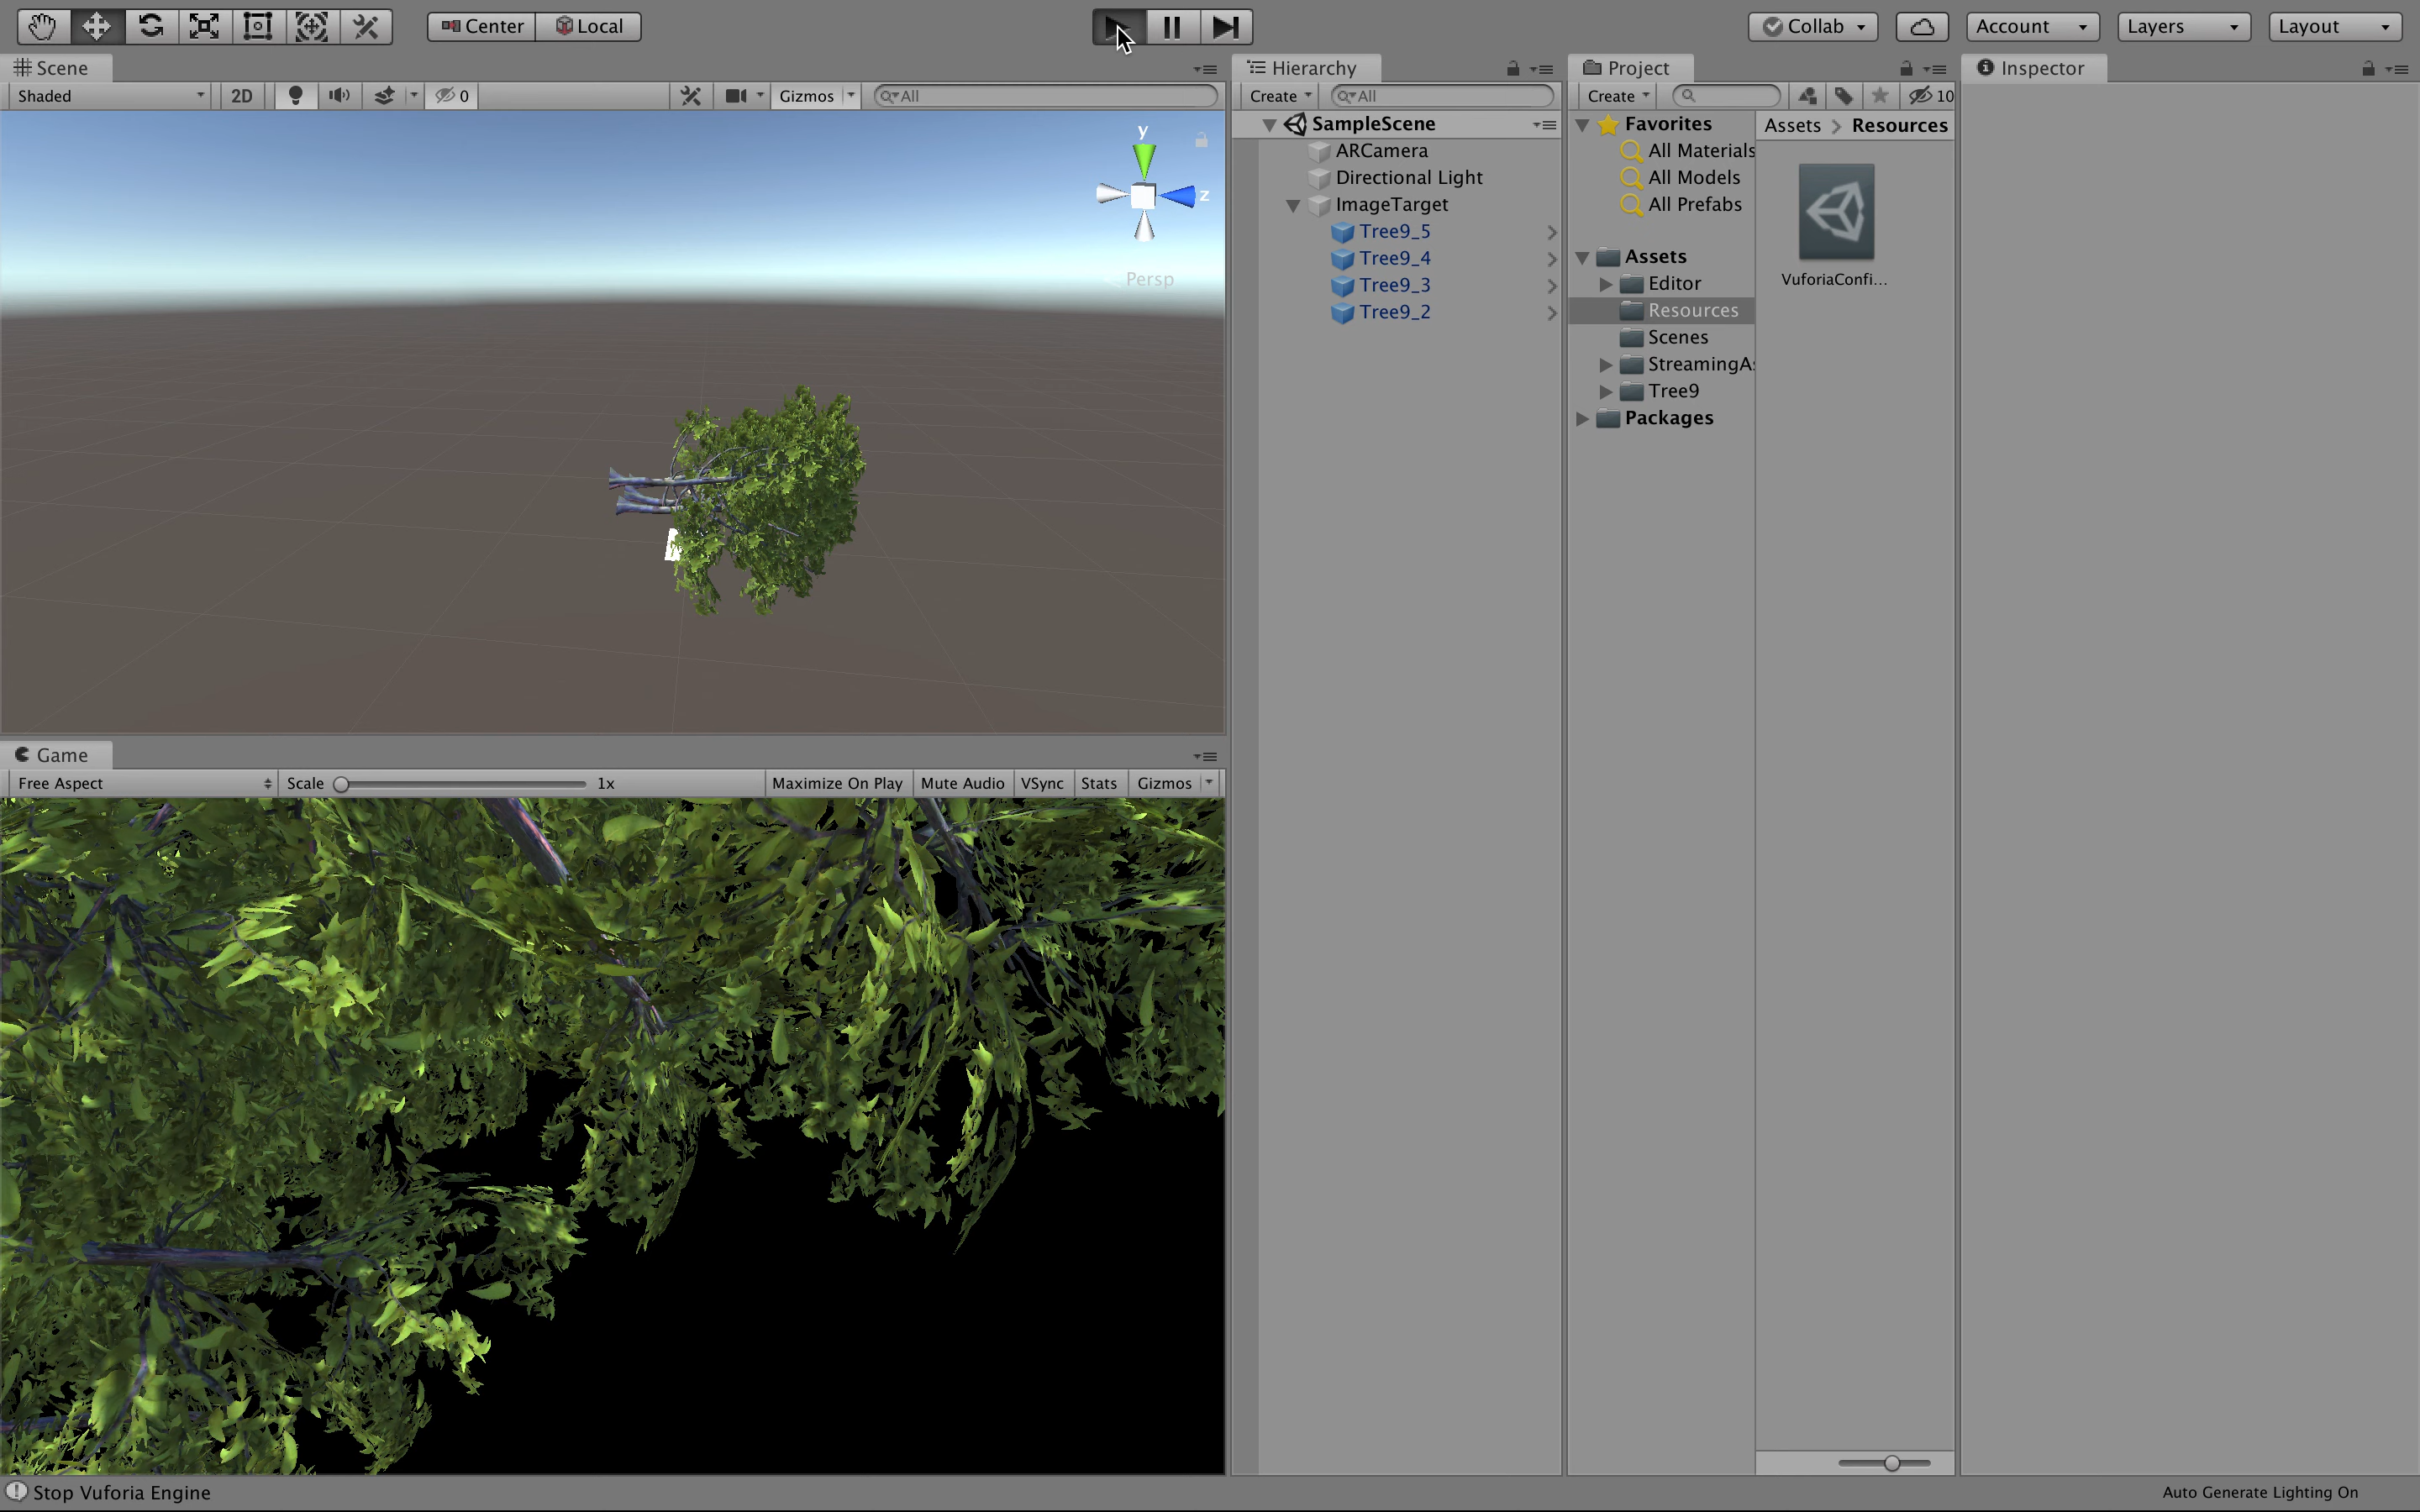 Center Local
Collab Account Layers Layout
Scene
Shaded 2D 0 Gizmos All
y
z
Persp
Game
Free Aspect Scale 1x Maximize On Play Mute Audio VSync Stats Gizmos
Hierarchy
Create All
SampleScene
ARCamera
Directional Light
ImageTarget
Tree9_5
Tree9_4
Tree9_3
Tree9_2
Project
Create 10
Favorites
All Materials
All Models
All Prefabs
Assets
Editor
Resources
Scenes
StreamingAs
Tree9
Packages
Assets > Resources
VuforiaConfi...
Inspector
Stop Vuforia Engine
Auto Generate Lighting On